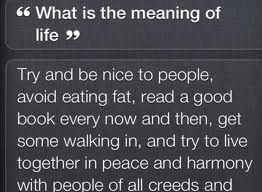 “ What is the meaning of
life ”
Try and be nice to people,
avoid eating fat, read a good
book every now and then, get
some walking in, and try to live
together in peace and harmony
with people of all creeds and